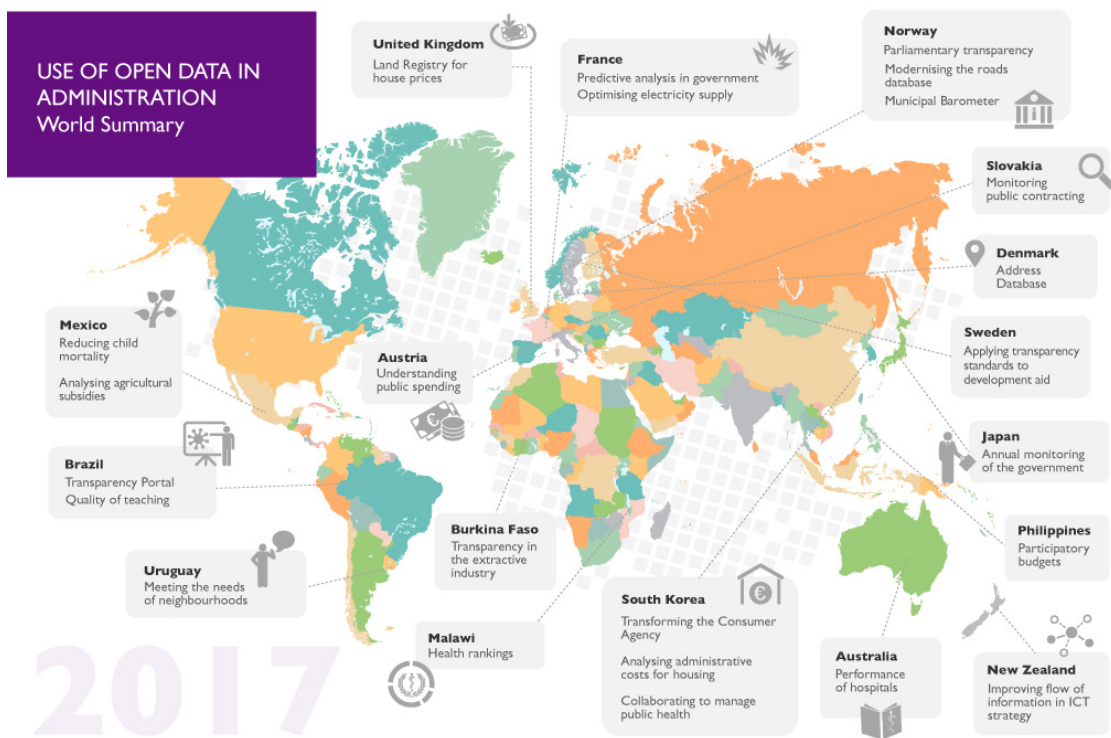 USE OF OPEN DATA IN
ADMINISTRATION
World Summary
United Kingdom
Land Registry for
house prices
France
Predictive analysis in government
Optimising electricity supply
Norway
Parliamentary transparency
Modernising the roads
database
Municipal Barometer
Slovakia
Monitoring
public contracting
Denmark
Address
Database
Sweden
Applying transparency
standards to
development aid
Mexico
Reducing child
mortality
Analysing agricultural
subsidies
Austria
Understanding
public spending
€
Japan
Annual monitoring
of the government
Brazil
Transparency Portal
Quality of teaching
Burkina Faso
Transparency in
the extractive
industry
Philippines
Participatory
budgets
Uruguay
Meeting the needs
of neighbourhoods
South Korea
€
Transforming the Consumer
Agency
Analysing administrative
costs for housing
Collaborating to manage
public health
Malawi
Health rankings
Australia
Performance
of hospitals
New Zealand
Improving flow of
information in ICT
strategy
2017